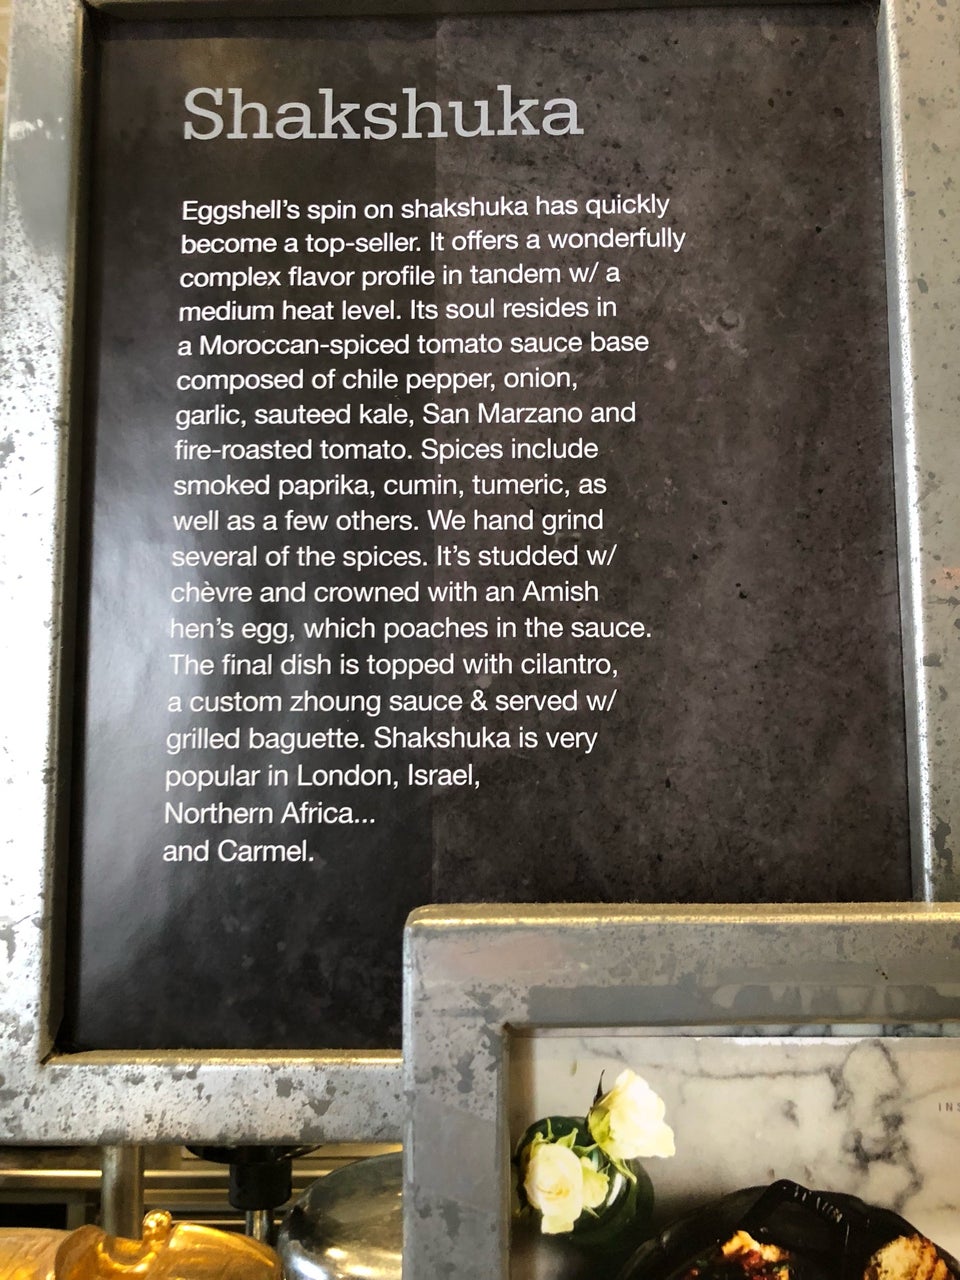 Shakshuka
Eggshell's spin on shakshuka has quickly
become a top-seller. It offers a wonderfully
complex flavor profile in tandem w/ a
medium heat level. Its soul resides in
a Moroccan-spiced tomato sauce base
composed of chile pepper, onion,
garlic, sauteed kale, San Marzano and
fire-roasted tomato. Spices include
smoked paprika, cumin, tumeric, as
well as a few others. We hand grind
several of the spices. It's studded w/
chèvre and crowned with an Amish
hen's egg, which poaches in the sauce.
The final dish is topped with cilantro,
a custom zhoung sauce & served w/
grilled baguette. Shakshuka is very
popular in London, Israel,
Northern Africa...
and Carmel.